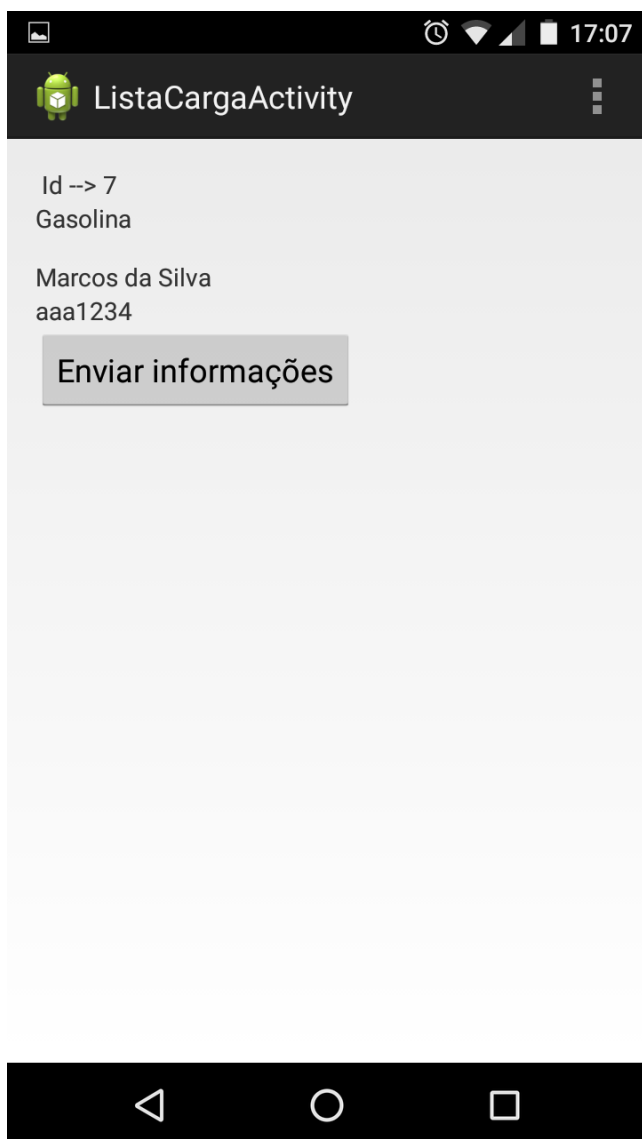 17:07
ListaCargaActivity
Id --> 7
Gasolina
Marcos da Silva
aaa1234
Enviar informações